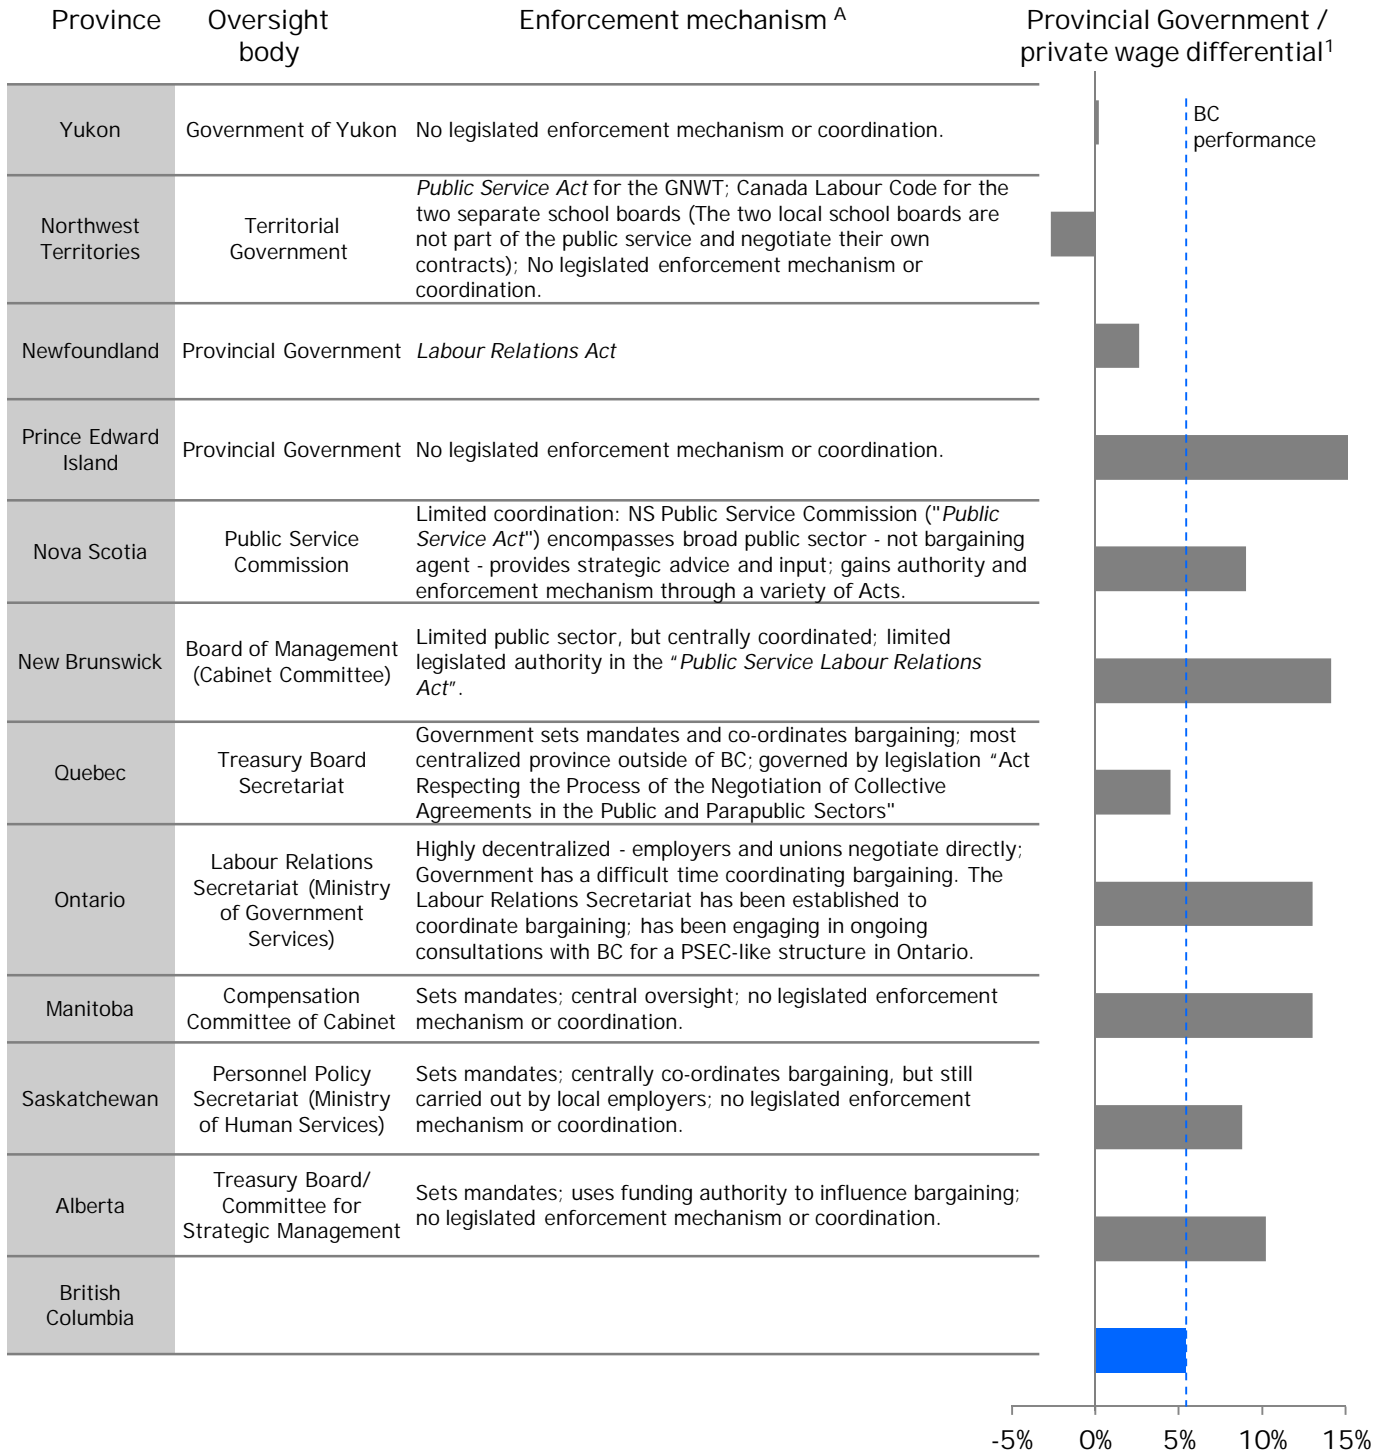 Province
Oversight
body
Enforcement mechanism A
Provincial Government /
private wage differential1
Yukon
Government of Yukon
No legislated enforcement mechanism or coordination.
BC
performance
Northwest
Territories
Territorial
Government
Public Service Act for the GNWT; Canada Labour Code for the
two separate school boards (The two local school boards are
not part of the public service and negotiate their own
contracts); No legislated enforcement mechanism or
coordination.
Newfoundland
Provincial Government
Labour Relations Act
Prince Edward
Island
Provincial Government
No legislated enforcement mechanism or coordination.
Nova Scotia
Public Service
Commission
Limited coordination: NS Public Service Commission ("Public
Service Act") encompasses broad public sector - not bargaining
agent - provides strategic advice and input; gains authority and
enforcement mechanism through a variety of Acts.
New Brunswick
Board of Management
(Cabinet Committee)
Limited public sector, but centrally coordinated; limited
legislated authority in the “Public Service Labour Relations
Act”.
Quebec
Treasury Board
Secretariat
Government sets mandates and co-ordinates bargaining; most
centralized province outside of BC; governed by legislation “Act
Respecting the Process of the Negotiation of Collective
Agreements in the Public and Parapublic Sectors"
Ontario
Labour Relations
Secretariat (Ministry
of Government
Services)
Highly decentralized - employers and unions negotiate directly;
Government has a difficult time coordinating bargaining. The
Labour Relations Secretariat has been established to
coordinate bargaining; has been engaging in ongoing
consultations with BC for a PSEC-like structure in Ontario.
Manitoba
Compensation
Committee of Cabinet
Sets mandates; central oversight; no legislated enforcement
mechanism or coordination.
Saskatchewan
Personnel Policy
Secretariat (Ministry
of Human Services)
Sets mandates; centrally co-ordinates bargaining, but still
carried out by local employers; no legislated enforcement
mechanism or coordination.
Alberta
Treasury Board/
Committee for
Strategic Management
Sets mandates; uses funding authority to influence bargaining;
no legislated enforcement mechanism or coordination.
British
Columbia
-5% 0% 5% 10% 15%